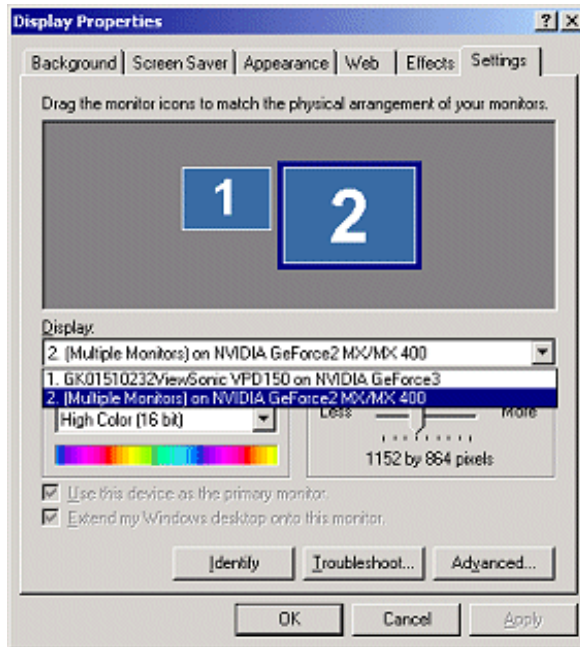 Display Properties
Background Screen Saver Appearance Web Effects Settings
Drag the monitor icons to match the physical arrangement of your monitors.
1 2
Display:
2. (Multiple Monitors) on NVIDIA GeForce2 MX/MX 400
1. GK01510232ViewSonic VPD150 on NVIDIA GeForce3
2. (Multiple Monitors) on NVIDIA GeForce2 MX/MX 400
High Color (16 bit) Less More
1152 by 864 pixels
Use this device as the primary monitor.
Extend my Windows desktop onto this monitor.
Identify Troubleshoot... Advanced...
OK Cancel Apply